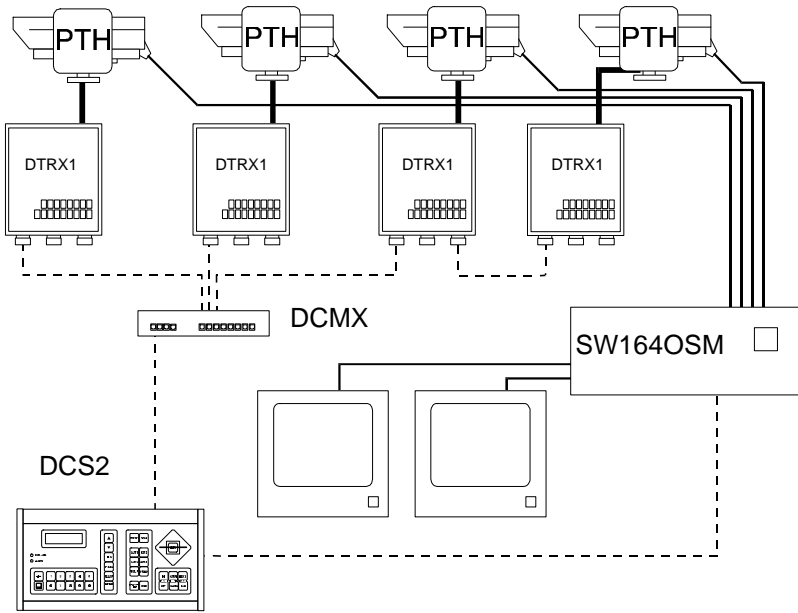 PTH
PTH
PTH
PTH
DTRX1
DTRX1
DTRX1
DTRX1
DCMX
SW164OSM
DCS2